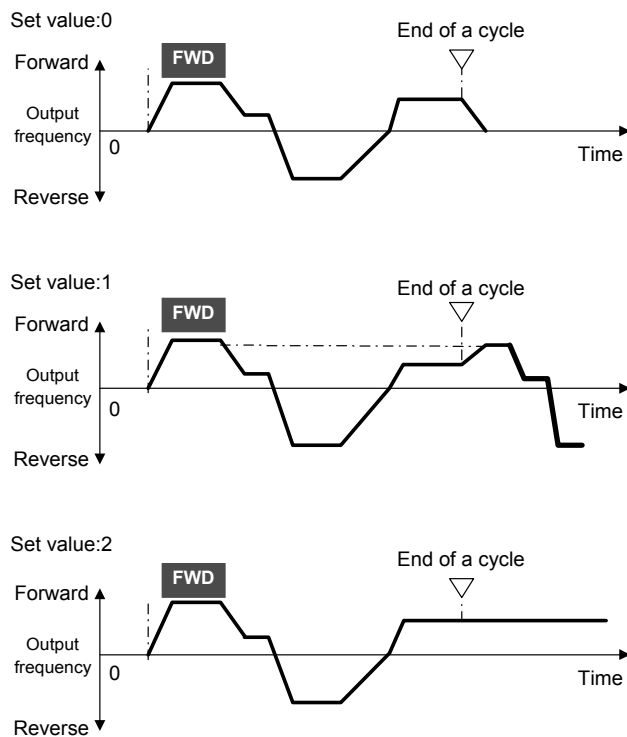 Set value:0
End of a cycle
Forward
FWD
Output
frequency
0
Time
Reverse
Set value:1
End of a cycle
Forward
FWD
Output
frequency
0
Time
Reverse
Set value:2
End of a cycle
Forward
FWD
Output
frequency
0
Time
Reverse